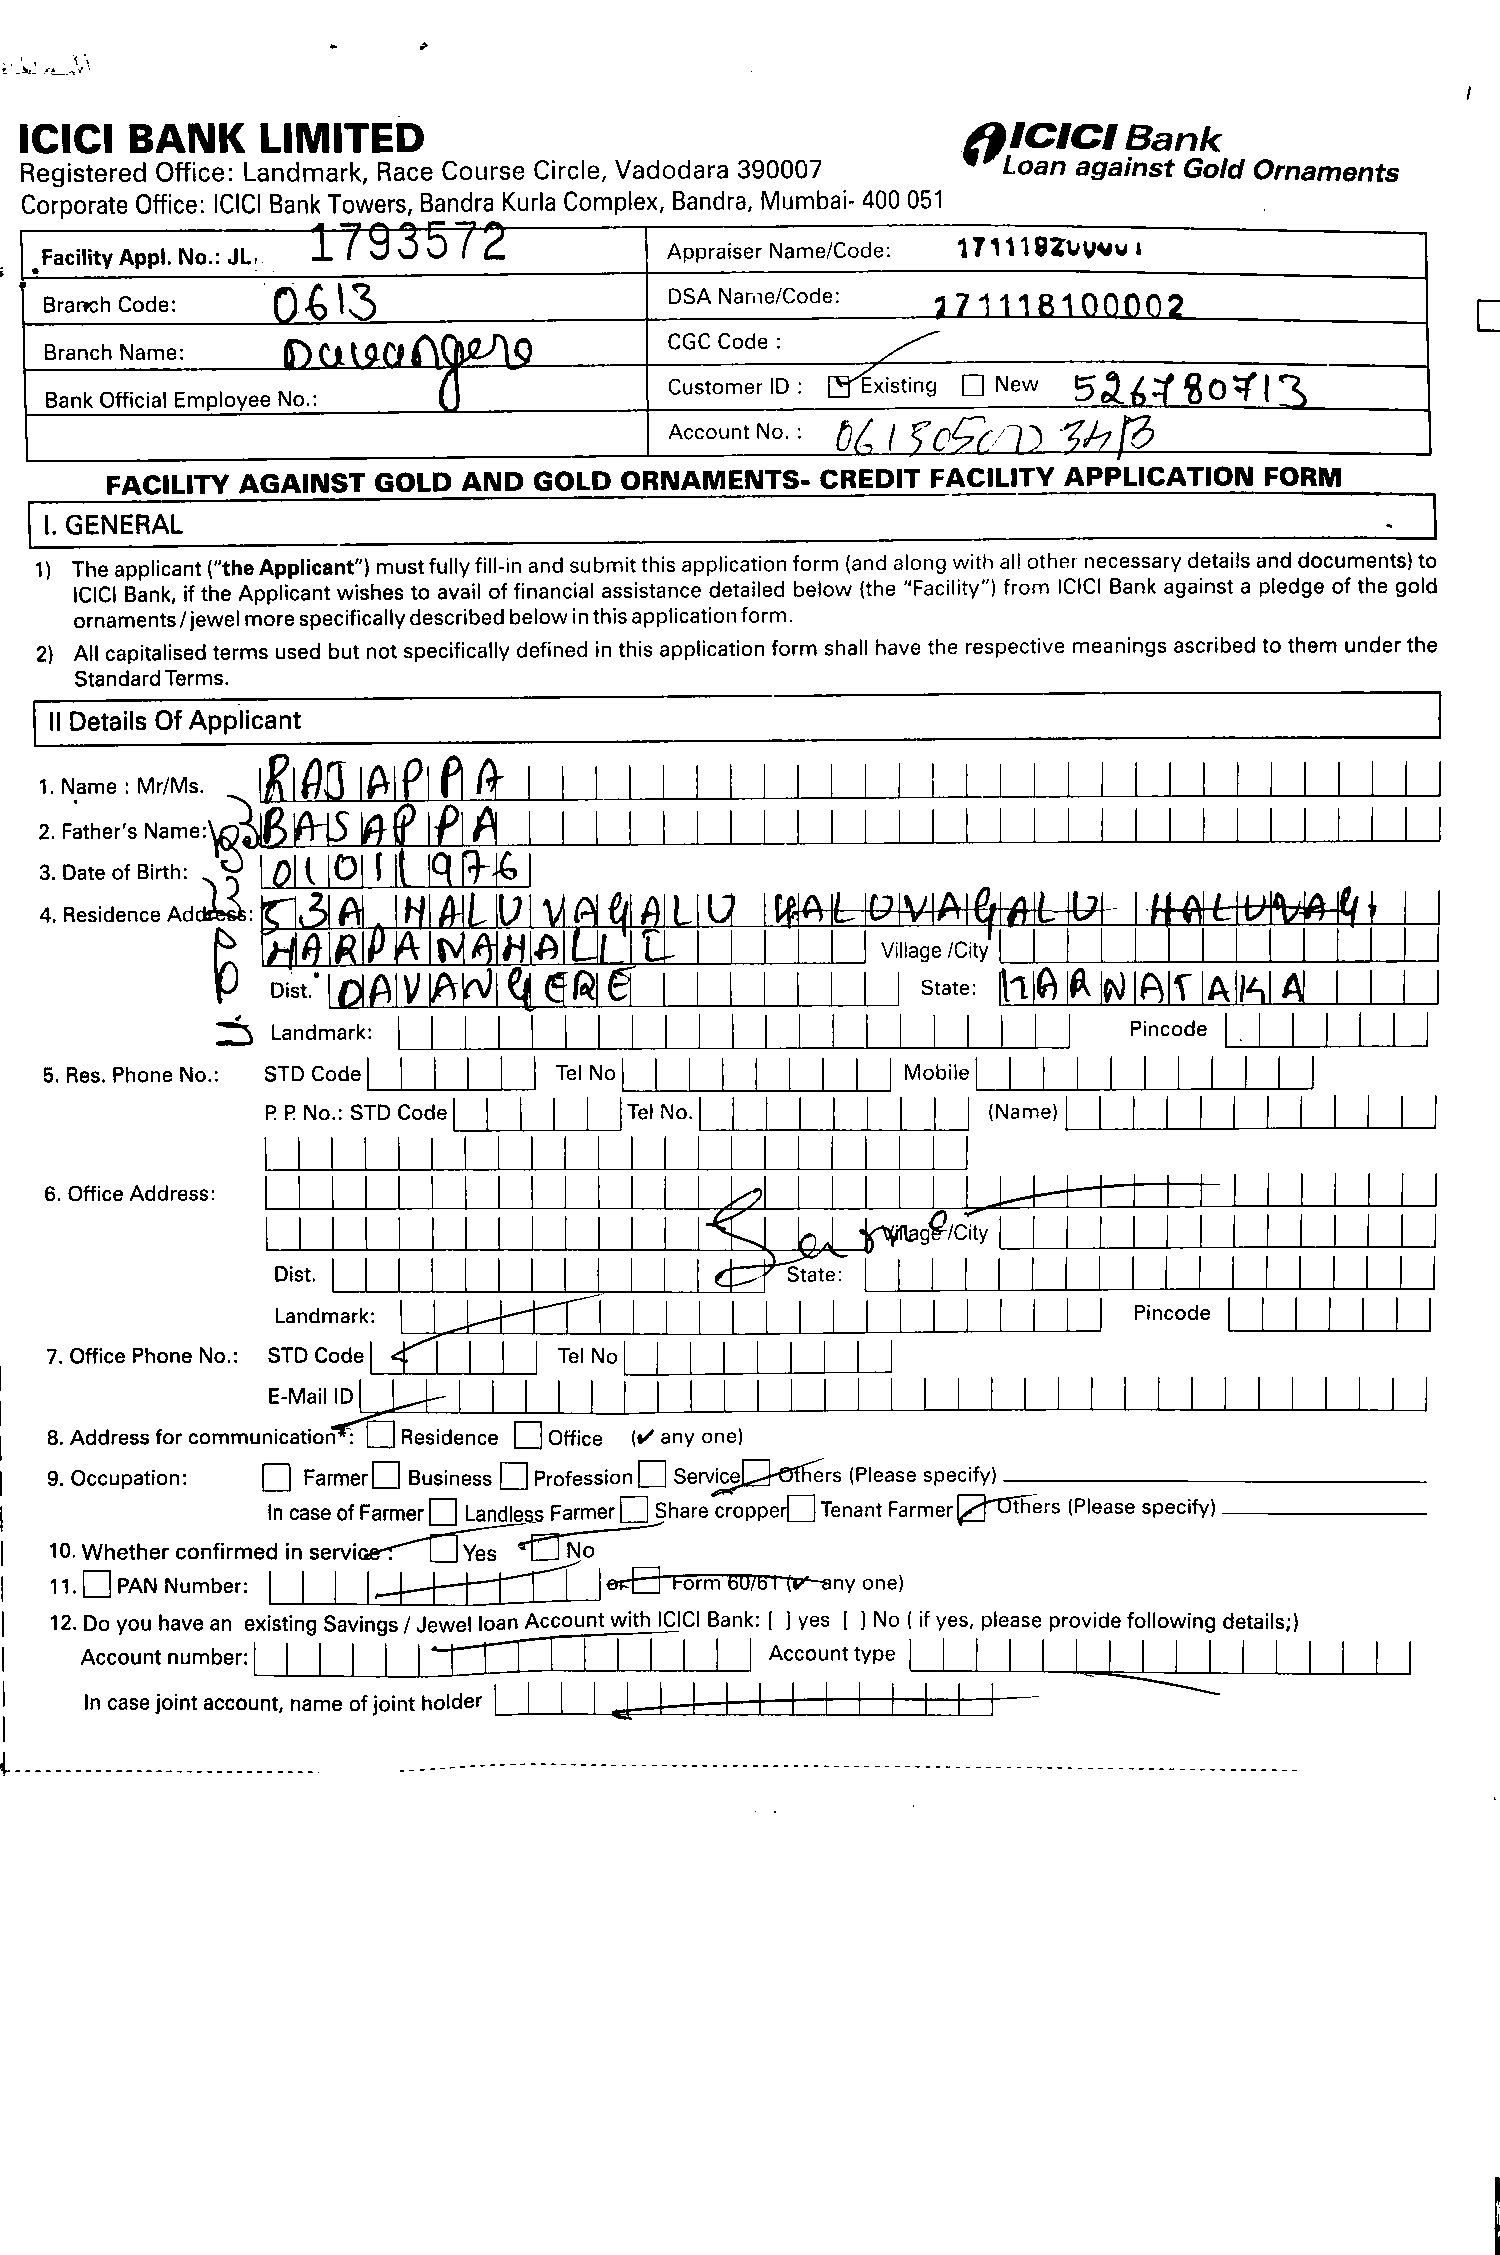 ICICI BANK LIMITED
ICICI Bank
Registered Office: Landmark, Race Course Circle, Vadodara 390007
Loan against Gold Ornaments
Corporate Office: ICICI Bank Towers, Bandra Kurla Complex, Bandra, Mumbai- 400 051
Facility Appl. No.: JL. 1793572
Appraiser Name/Code:
Branch Code: 0613
DSA Name/Code: 171118100002
Branch Name: Davangere
CGC Code :
Bank Official Employee No.:
Customer ID : Existing New 526780713
Account No. :
FACILITY AGAINST GOLD AND GOLD ORNAMENTS- CREDIT FACILITY APPLICATION FORM
I. GENERAL
1) The applicant ("the Applicant") must fully fill-in and submit this application form (and along with all other necessary details and documents) to
ICICI Bank, if the Applicant wishes to avail of financial assistance detailed below (the "Facility") from ICICI Bank against a pledge of the gold
ornaments / jewel more specifically described below in this application form.
2) All capitalised terms used but not specifically defined in this application form shall have the respective meanings ascribed to them under the
Standard Terms.
II Details Of Applicant
1. Name : Mr/Ms. RAJAPPA
2. Father's Name: BASAPPA
3. Date of Birth: 01011976
4. Residence Address: 53A HALUVAGALU HALUVAGALU HALUVAG
HARPANAHALLI Village /City
Dist. DAVANGERE State: KARNATAKA
Landmark: Pincode
5. Res. Phone No.: STD Code Tel No Mobile
P. P. No.: STD Code Tel No. (Name)
6. Office Address:
Same Village /City
Dist. State:
Landmark: Pincode
7. Office Phone No.: STD Code Tel No
E-Mail ID
8. Address for communication : Residence Office (✔ any one)
9. Occupation: Farmer Business Profession Service Others (Please specify)
In case of Farmer Landless Farmer Share cropper Tenant Farmer Others (Please specify)
10. Whether confirmed in service : Yes No
11. PAN Number: or Form 60/61 (✔ any one)
12. Do you have an existing Savings / Jewel loan Account with ICICI Bank: [ ] yes [ ] No ( if yes, please provide following details;)
Account number: Account type
In case joint account, name of joint holder